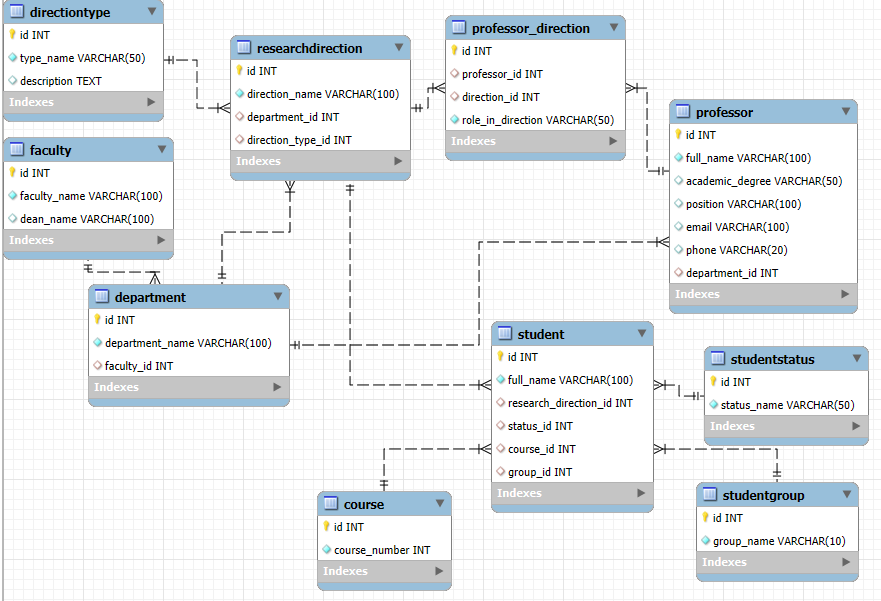 directiontype
id INT
type_name VARCHAR(50)
description TEXT
Indexes
researchdirection
id INT
direction_name VARCHAR(100)
department_id INT
direction_type_id INT
Indexes
professor_direction
id INT
professor_id INT
direction_id INT
role_in_direction VARCHAR(50)
Indexes
professor
id INT
full_name VARCHAR(100)
academic_degree VARCHAR(50)
position VARCHAR(100)
email VARCHAR(100)
phone VARCHAR(20)
department_id INT
Indexes
faculty
id INT
faculty_name VARCHAR(100)
dean_name VARCHAR(100)
Indexes
department
id INT
department_name VARCHAR(100)
faculty_id INT
Indexes
student
id INT
full_name VARCHAR(100)
research_direction_id INT
status_id INT
course_id INT
group_id INT
Indexes
studentstatus
id INT
status_name VARCHAR(50)
Indexes
course
id INT
course_number INT
Indexes
studentgroup
id INT
group_name VARCHAR(10)
Indexes